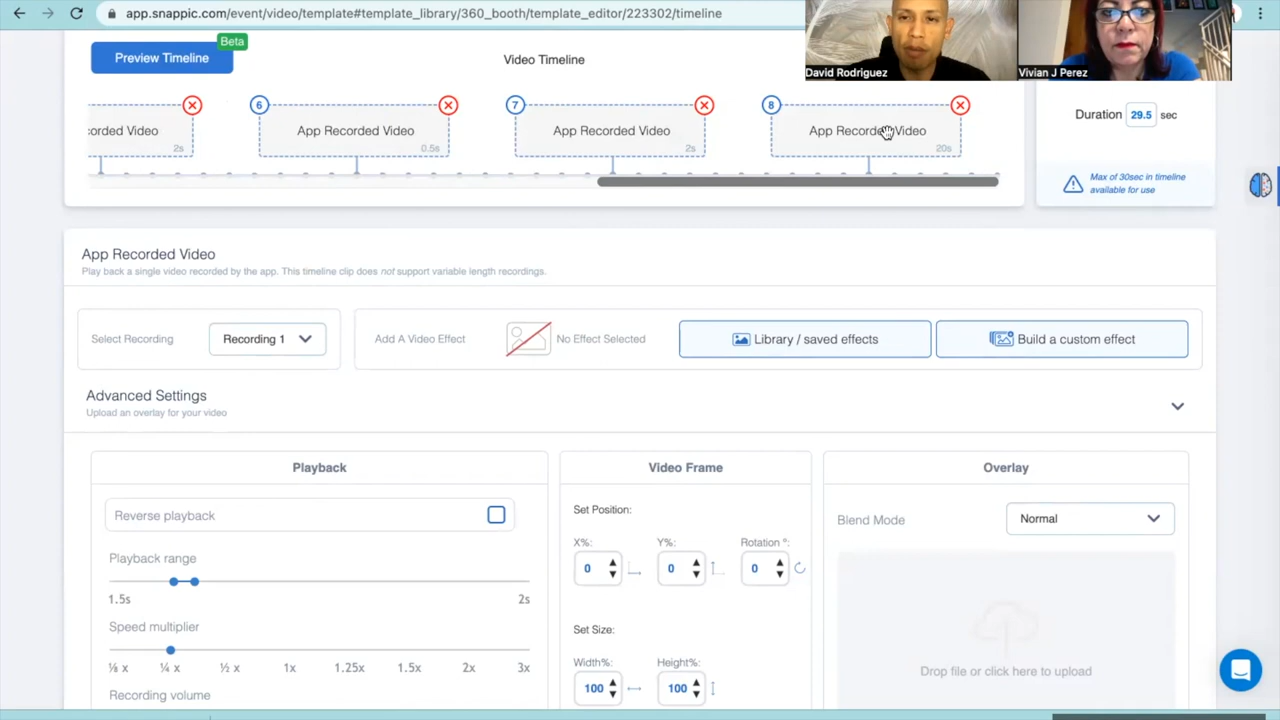 app.snappic.com/event/video/template#template_library/360_booth/template_editor/223302/timeline
David Rodriguez
Vivian J Perez
Preview Timeline
Beta
Video Timeline
Duration 29.5 sec
6
7
8
corded Video
App Recorded Video
App Recorded Video
App Recorded Video
2s
0.5s
2s
20s
Max of 30sec in timeline
available for use
App Recorded Video
Play back a single video recorded by the app. This timeline clip does not support variable length recordings.
Select Recording
Recording 1
Add A Video Effect
No Effect Selected
Library / saved effects
Build a custom effect
Advanced Settings
Upload an overlay for your video
Playback
Reverse playback
Playback range
1.5s
2s
Speed multiplier
⅛ x
¼ x
½ x
1x
1.25x
1.5x
2x
3x
Recording volume
Video Frame
Set Position:
X%:
Y%:
Rotation °:
0
0
0
Set Size:
Width%:
Height%:
100
100
Overlay
Blend Mode
Normal
Drop file or click here to upload